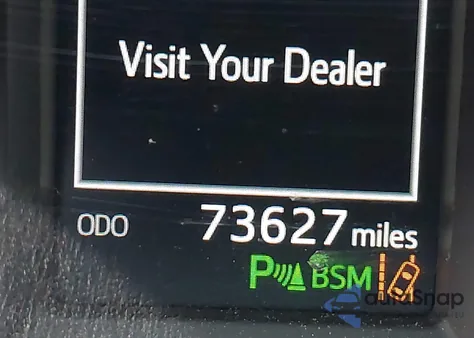 Visit Your Dealer
ODO 73627 miles
P BSM
autoSnap